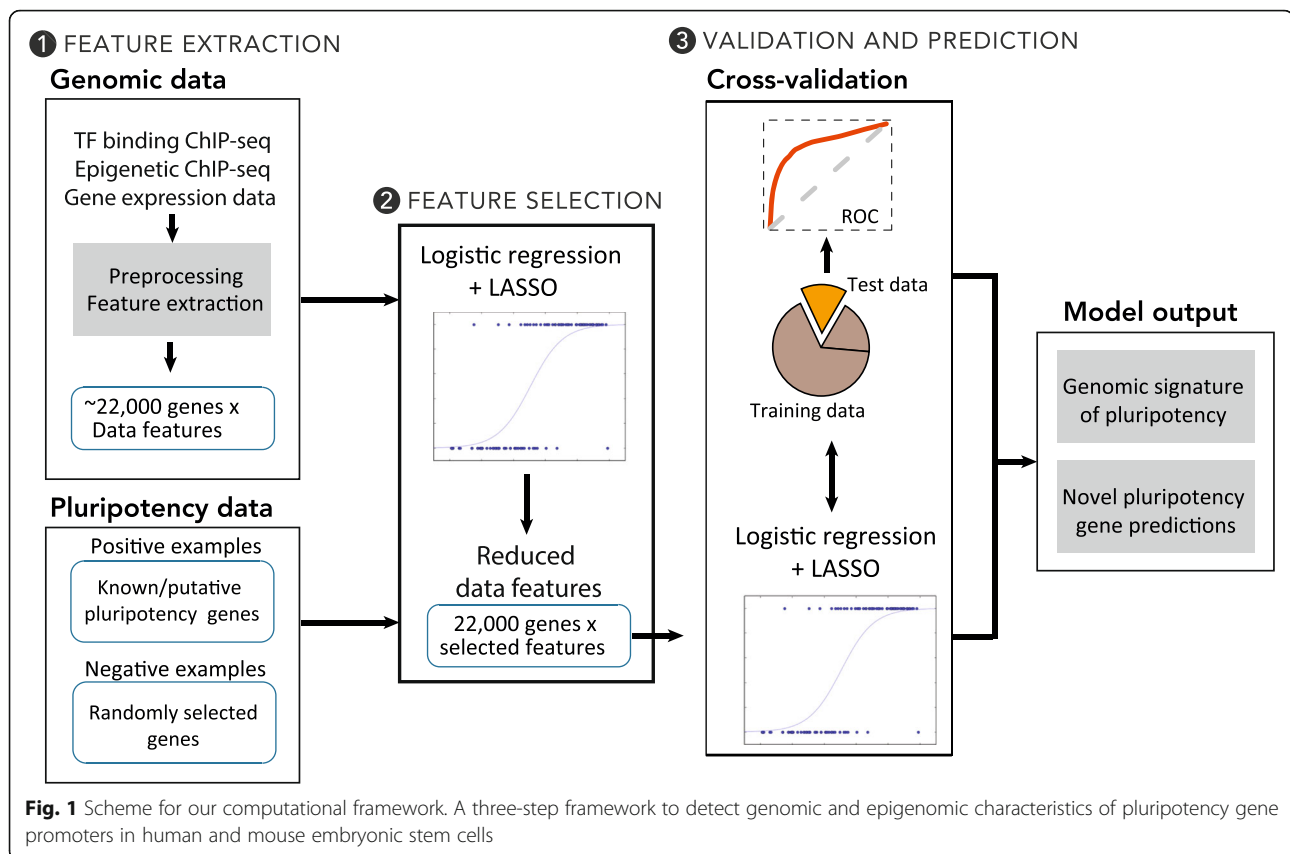 1 FEATURE EXTRACTION
Genomic data
TF binding ChIP-seq
Epigenetic ChIP-seq
Gene expression data
Preprocessing
Feature extraction
~22,000 genes x
Data features
Pluripotency data
Positive examples
Known/putative
pluripotency genes
Negative examples
Randomly selected
genes
2 FEATURE SELECTION
Logistic regression
+ LASSO
Reduced
data features
22,000 genes x
selected features
3 VALIDATION AND PREDICTION
Cross-validation
ROC
Test data
Training data
Logistic regression
+ LASSO
Model output
Genomic signature
of pluripotency
Novel pluripotency
gene predictions
Fig. 1 Scheme for our computational framework. A three-step framework to detect genomic and epigenomic characteristics of pluripotency gene
promoters in human and mouse embryonic stem cells